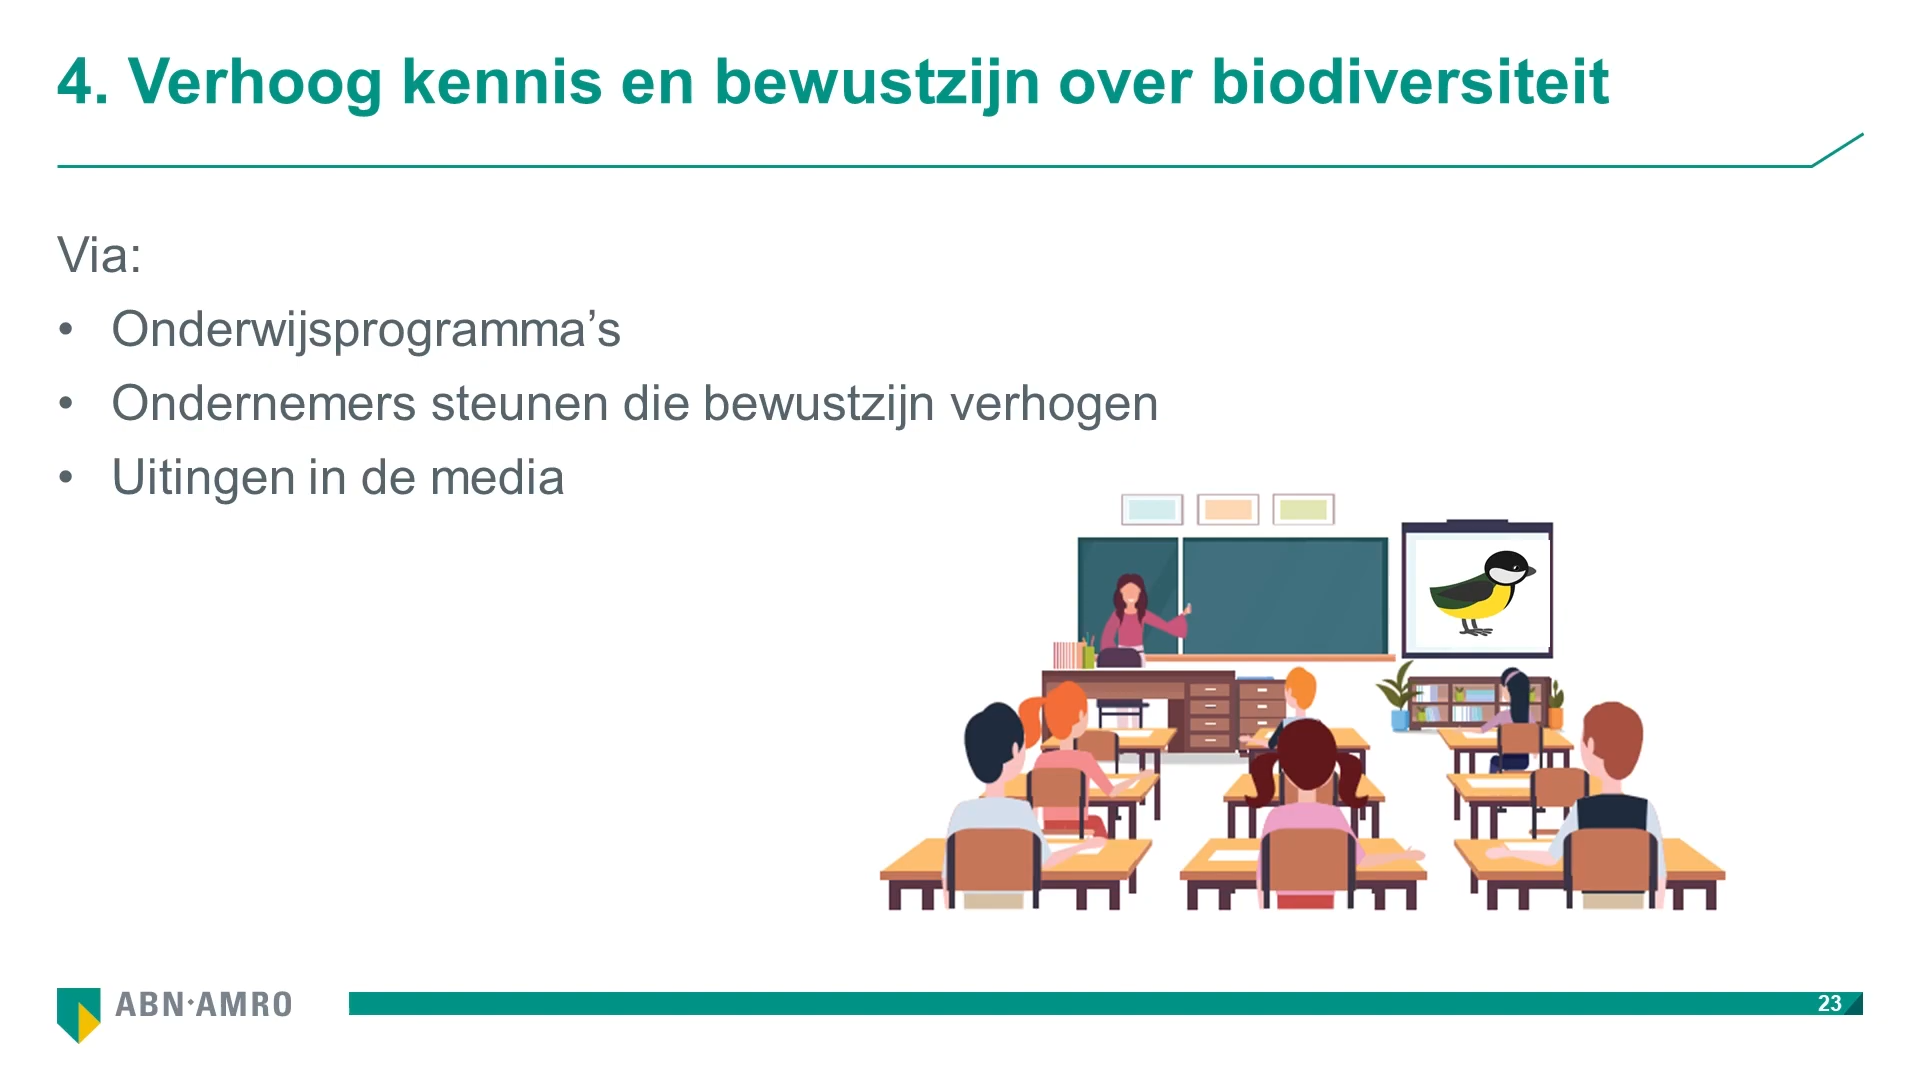 4. Verhoog kennis en bewustzijn over biodiversiteit
Via:
• Onderwijsprogramma’s
• Ondernemers steunen die bewustzijn verhogen
• Uitingen in de media
ABN·AMRO
23